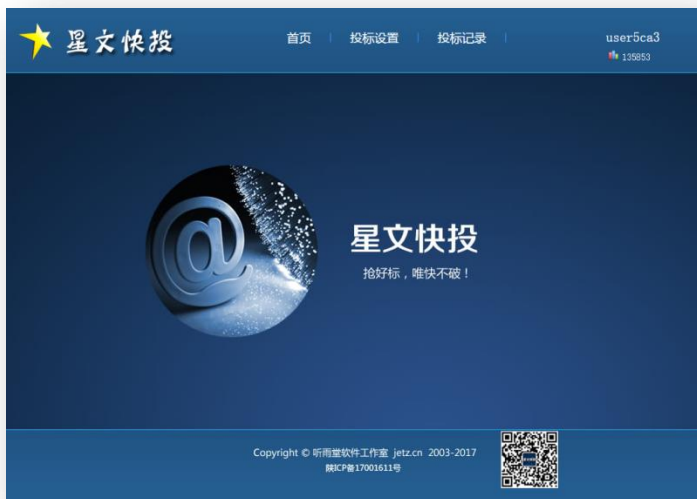 星文快投
首页 投标设置 投标记录
user5ca3
135853
@
星文快投
抢好标，唯快不破！
Copyright © 听雨堂软件工作室 jetz.cn 2003-2017
陕ICP备17001611号